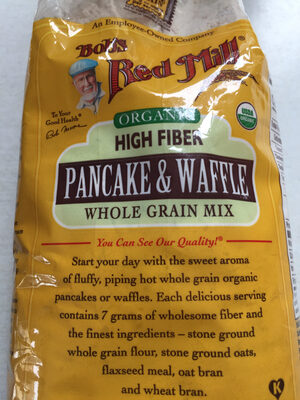 An Employee-Owned Company
Bob's
Red Mill®
To Your
Good Health®
Bob Moore
USDA
ORGANIC
ORGANIC
HIGH FIBER
PANCAKE & WAFFLE
WHOLE GRAIN MIX
You Can See Our Quality!®
Start your day with the sweet aroma
of fluffy, piping hot whole grain organic
pancakes or waffles. Each delicious serving
contains 7 grams of wholesome fiber and
the finest ingredients – stone ground
whole grain flour, stone ground oats,
flaxseed meal, oat bran
and wheat bran.
K